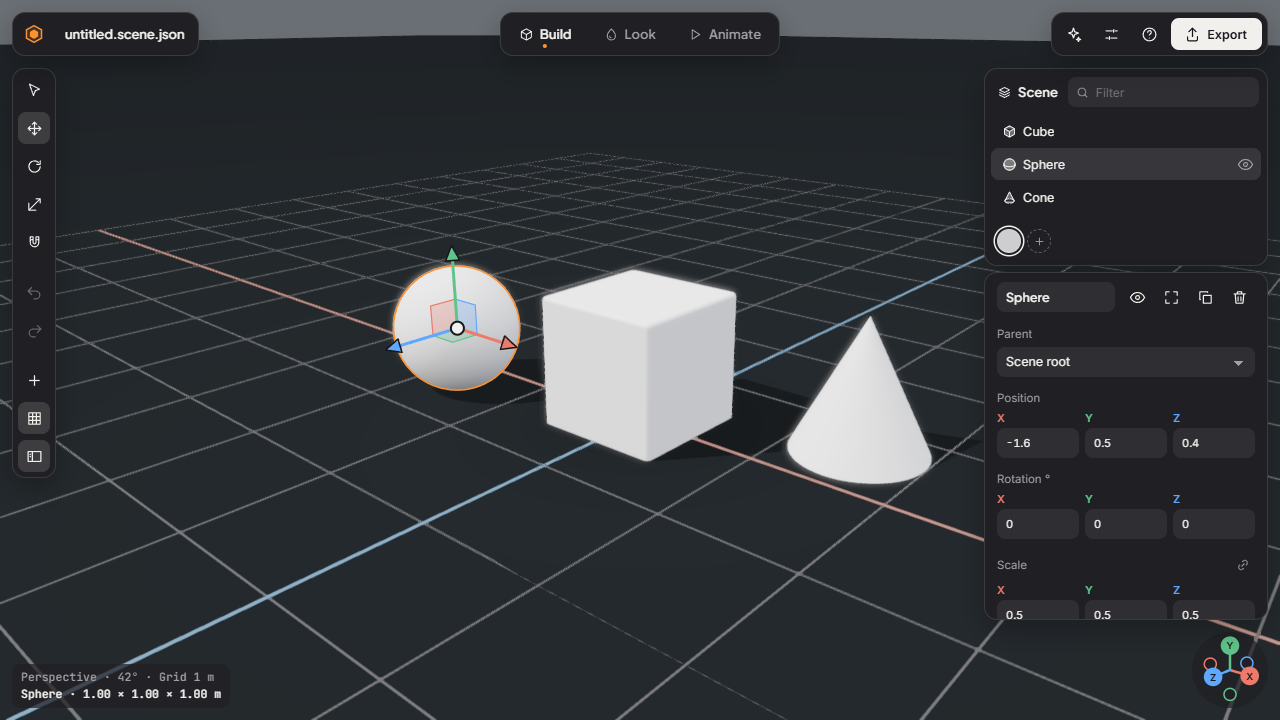 untitled.scene.json
Build
Look
Animate
Export
Scene
Filter
Cube
Sphere
Cone
Sphere
Parent
Scene root
Position
X Y Z
-1.6 0.5 0.4
Rotation °
X Y Z
0 0 0
Scale
X Y Z
0.5 0.5 0.5
Perspective · 42° · Grid 1 m
Sphere · 1.00 × 1.00 × 1.00 m
Y
Z X